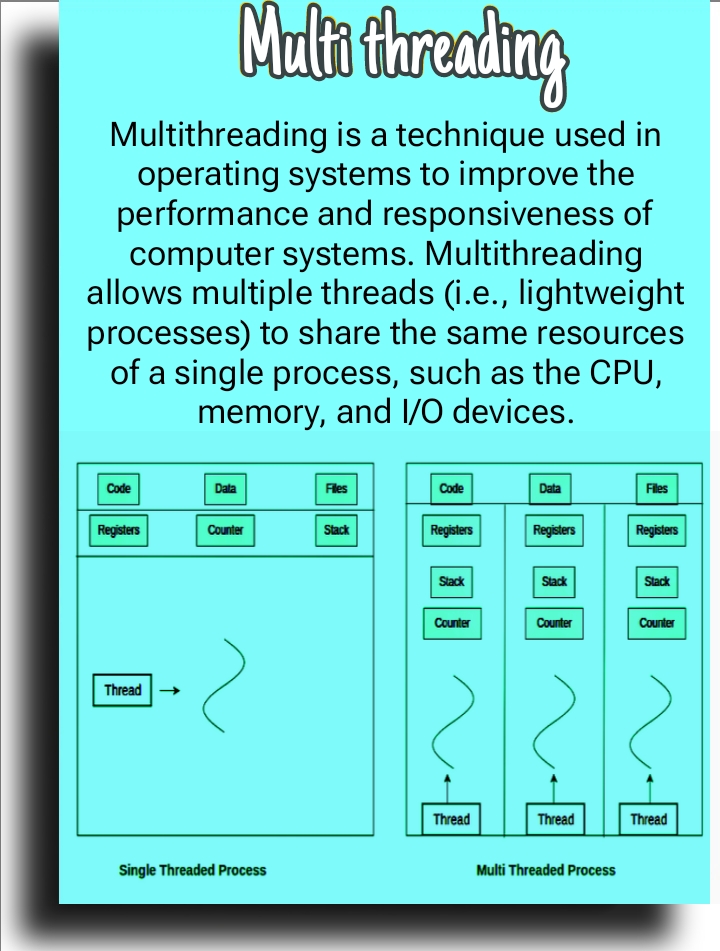 Multi threading
Multithreading is a technique used in
operating systems to improve the
performance and responsiveness of
computer systems. Multithreading
allows multiple threads (i.e., lightweight
processes) to share the same resources
of a single process, such as the CPU,
memory, and I/O devices.
Code Data Files
Registers Counter Stack
Thread
Single Threaded Process
Code Data Files
Registers Registers Registers
Stack Stack Stack
Counter Counter Counter
Thread Thread Thread
Multi Threaded Process